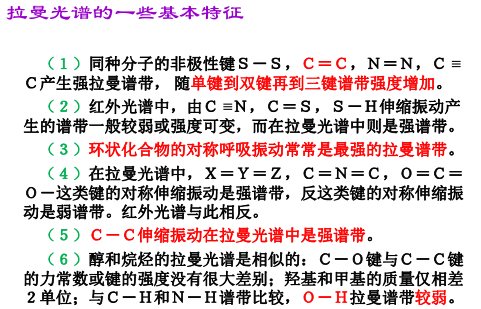 拉曼光谱的一些基本特征
(1)同种分子的非极性键S-S,C=C,N=N,C≡
C产生强拉曼谱带, 随单键到双键再到三键谱带强度增加。
(2)红外光谱中,由C ≡N,C=S,S-H伸缩振动产
生的谱带一般较弱或强度可变,而在拉曼光谱中则是强谱带。
(3)环状化合物的对称呼吸振动常常是最强的拉曼谱带。
(4)在拉曼光谱中,X=Y=Z,C=N=C,O=C=
O-这类键的对称伸缩振动是强谱带,反这类键的对称伸缩振
动是弱谱带。红外光谱与此相反。
(5)C-C伸缩振动在拉曼光谱中是强谱带。
(6)醇和烷烃的拉曼光谱是相似的:C-O键与C-C键
的力常数或键的强度没有很大差别;羟基和甲基的质量仅相差
2单位;与C-H和N-H谱带比较,O-H拉曼谱带较弱。